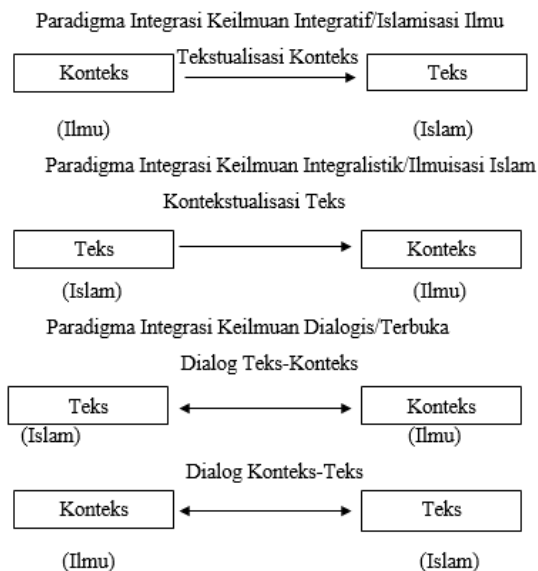 Paradigma Integrasi Keilmuan Integratif/Islamisasi Ilmu
Tekstualisasi Konteks
Konteks Teks
(Ilmu) (Islam)
Paradigma Integrasi Keilmuan Integralistik/Ilmuisasi Islam
Kontekstualisasi Teks
Teks Konteks
(Islam) (Ilmu)
Paradigma Integrasi Keilmuan Dialogis/Terbuka
Dialog Teks-Konteks
Teks Konteks
(Islam) (Ilmu)
Dialog Konteks-Teks
Konteks Teks
(Ilmu) (Islam)